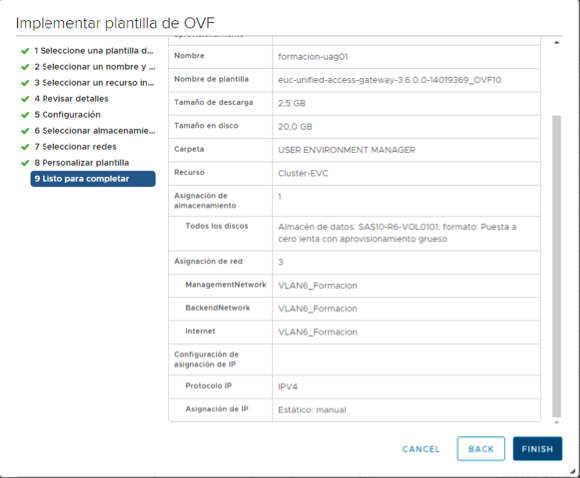 Implementar plantilla de OVF
1 Seleccione una plantilla d...
2 Seleccionar un nombre y ...
3 Seleccionar un recurso in...
4 Revisar detalles
5 Configuración
6 Seleccionar almacenamie...
7 Seleccionar redes
8 Personalizar plantilla
9 Listo para completar
Nombre
formacion-uag01
Nombre de plantilla
euc-unified-access-gateway-3.6.0.0-14019369_OVF10
Tamaño de descarga
2,5 GB
Tamaño en disco
20,0 GB
Carpeta
USER ENVIRONMENT MANAGER
Recurso
Cluster-EVC
Asignación de
almacenamiento
1
Todos los discos
Almacén de datos: SAS10-R6-VOL0101; formato: Puesta a
cero lenta con aprovisionamiento grueso
Asignación de red
3
ManagementNetwork
VLAN6_Formacion
BackendNetwork
VLAN6_Formacion
Internet
VLAN6_Formacion
Configuración de
asignación de IP
Protocolo IP
IPV4
Asignación de IP
Estático: manual
CANCEL
BACK
FINISH